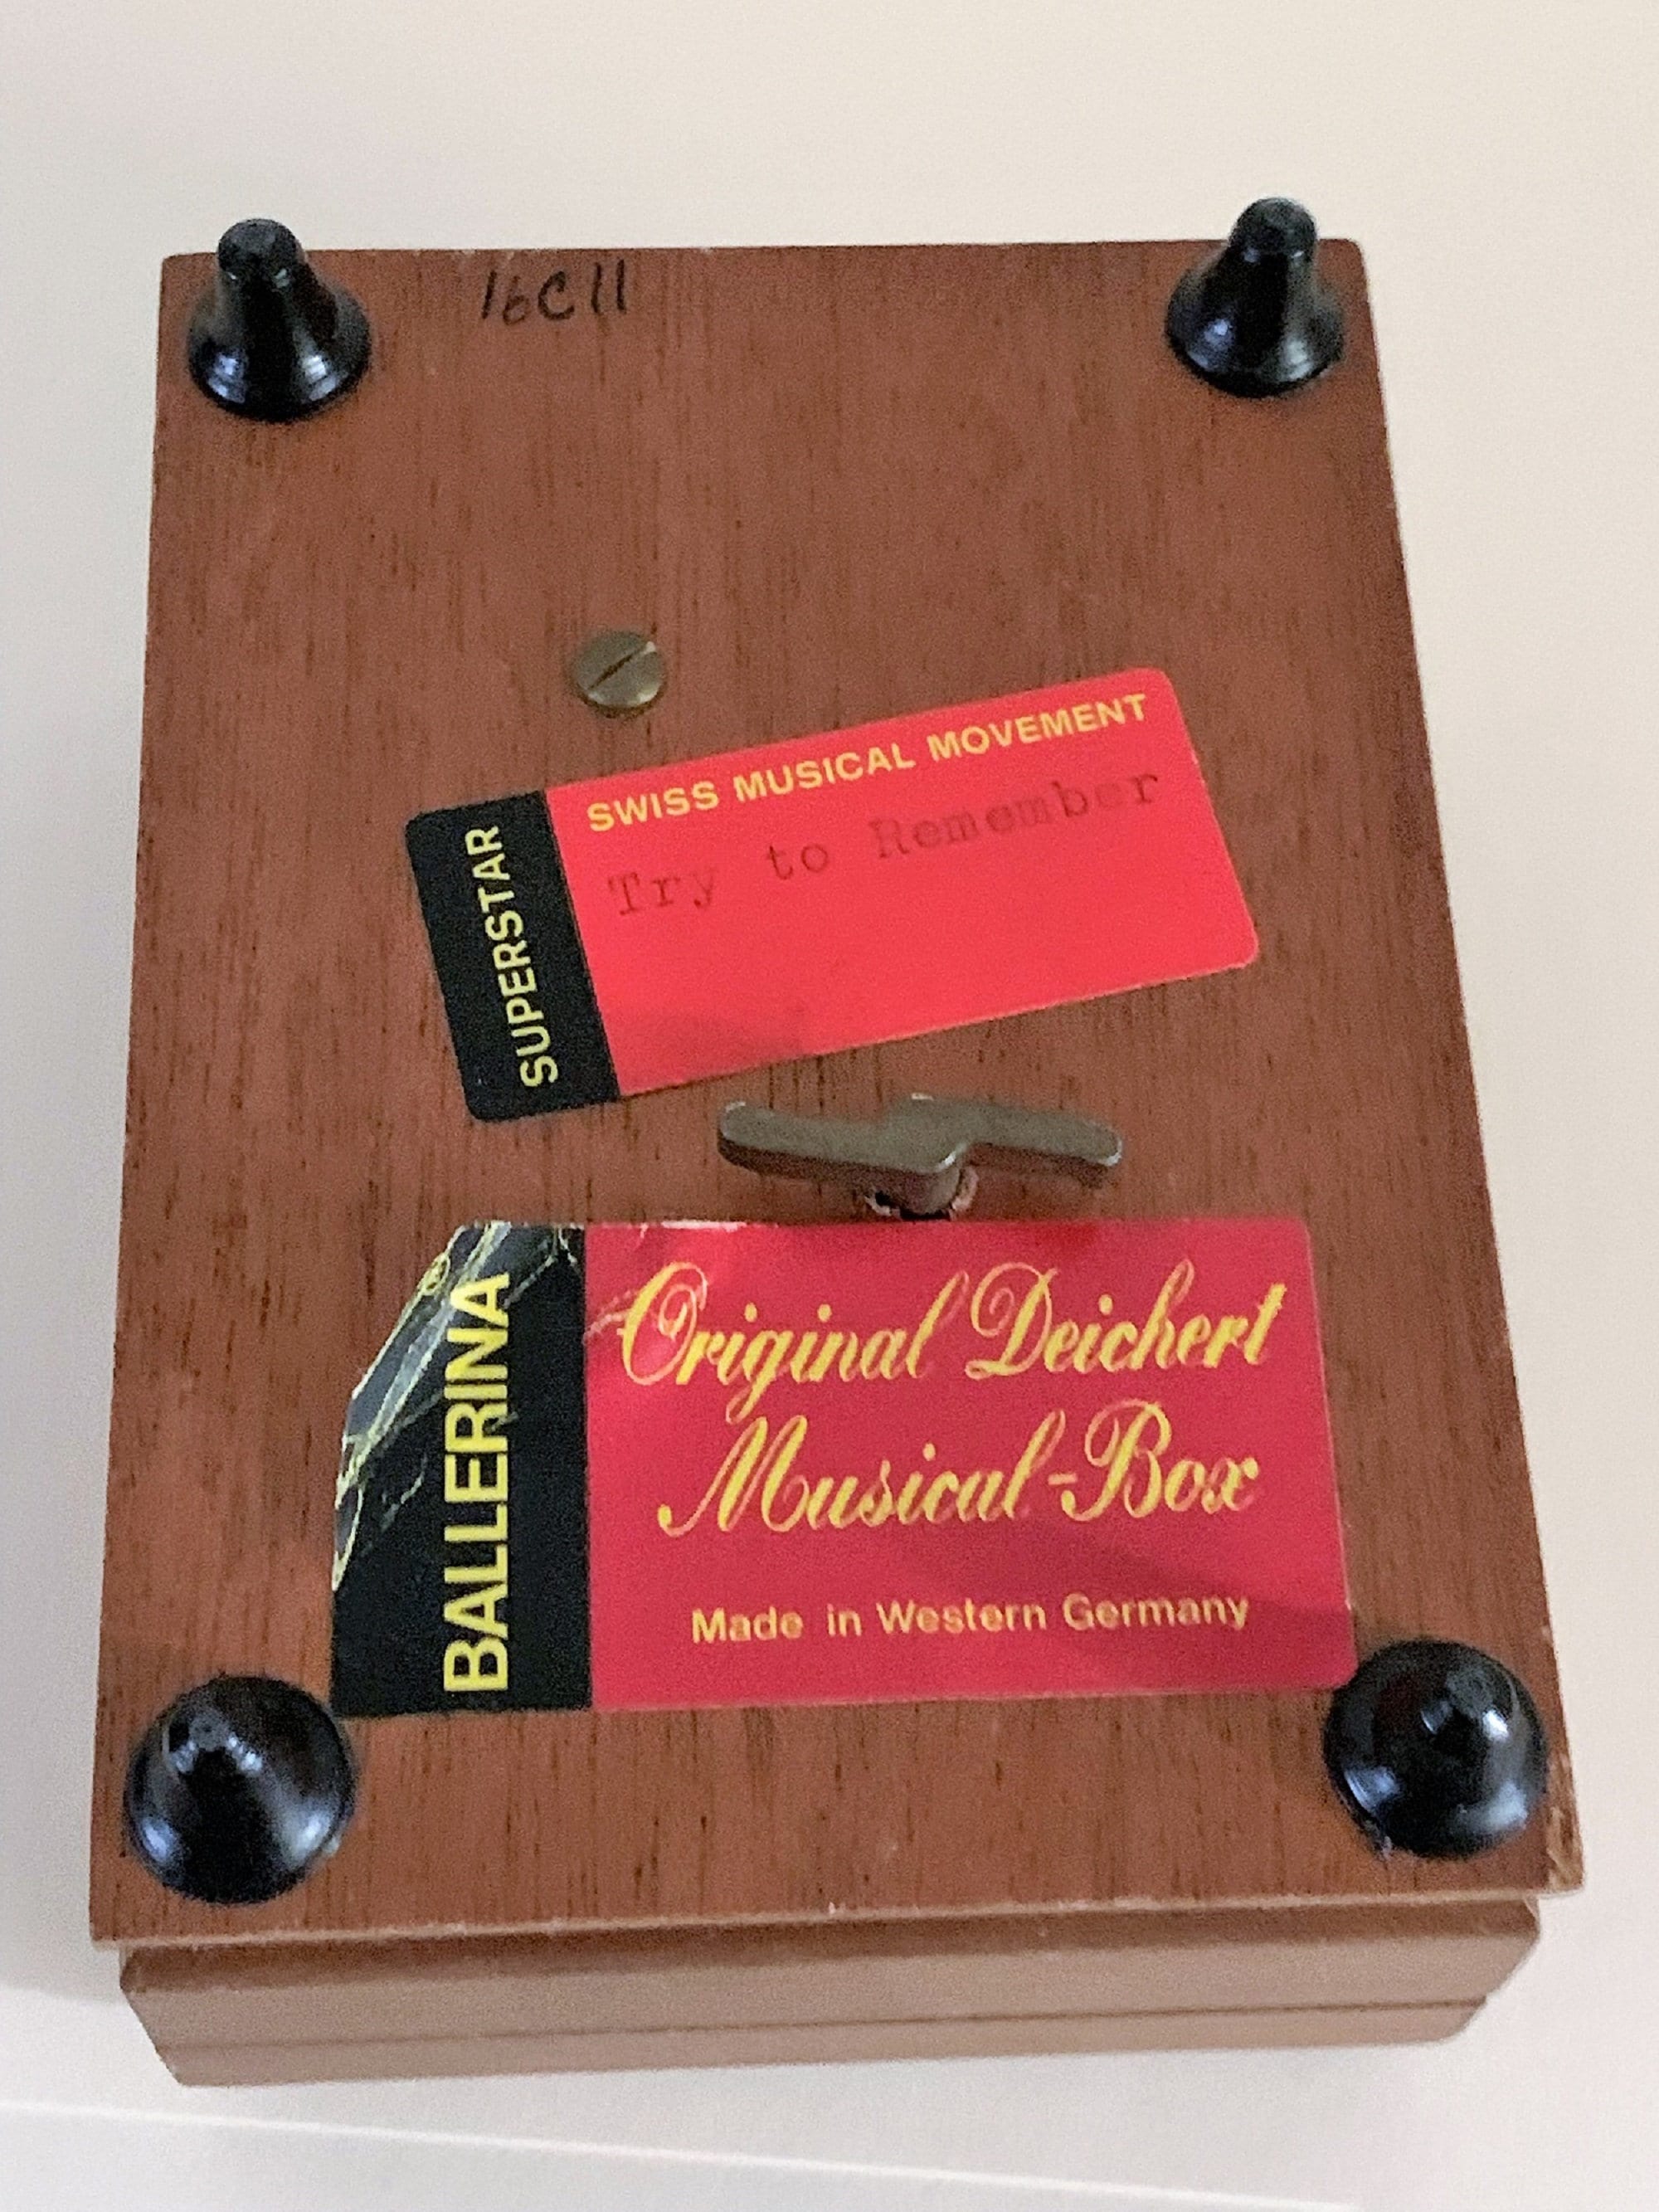 16C11
SUPERSTAR
SWISS MUSICAL MOVEMENT
Try to Remember
BALLERINA®
Original Deichert
Musical-Box
Made in Western Germany